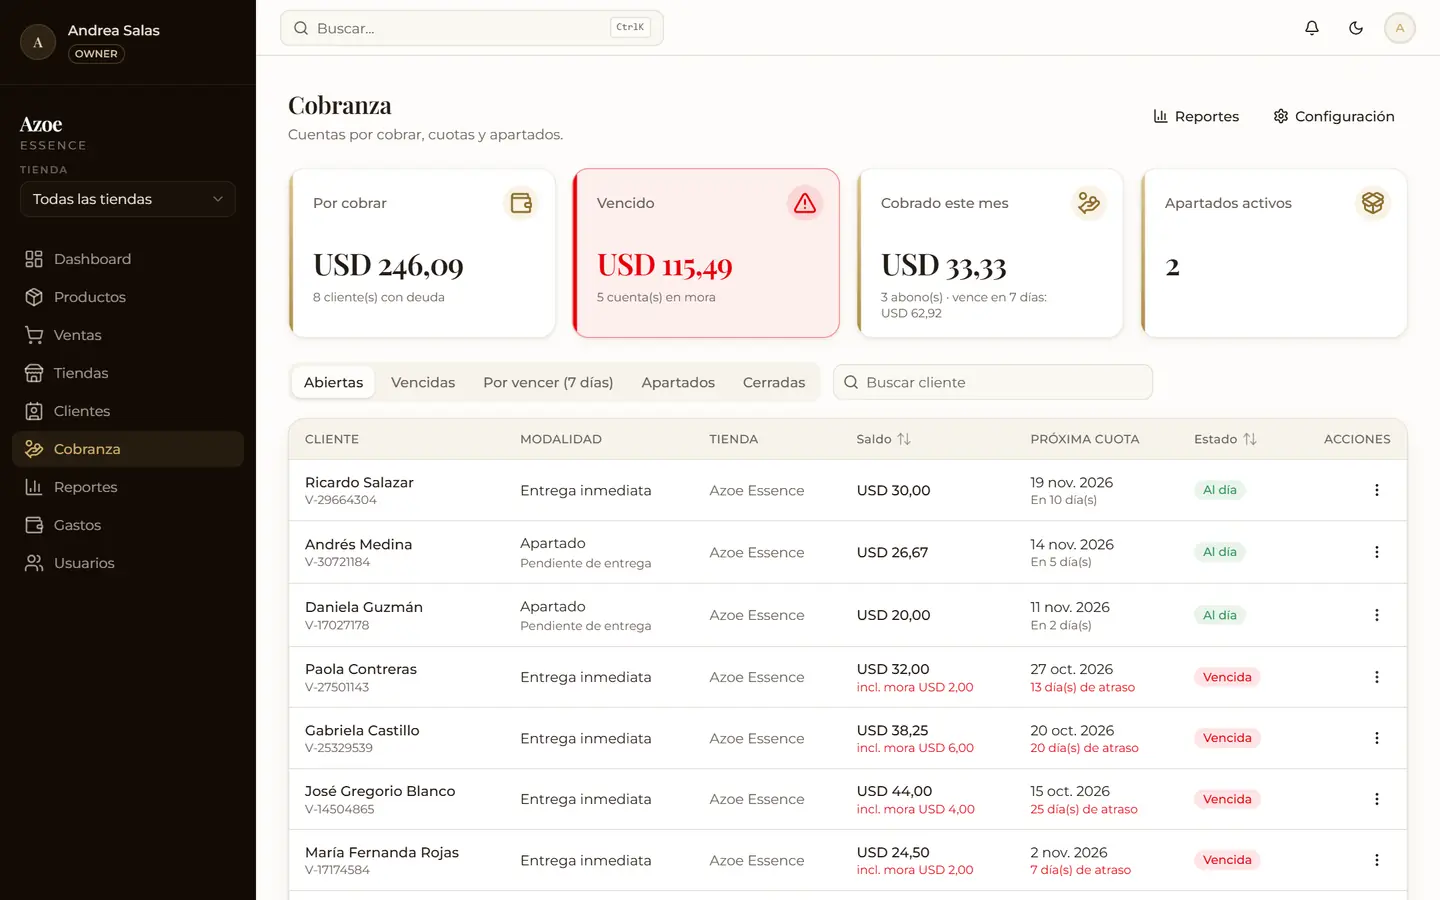 A
Andrea Salas
OWNER
Azoe
ESSENCE
TIENDA
Todas las tiendas
Dashboard
Productos
Ventas
Tiendas
Clientes
Cobranza
Reportes
Gastos
Usuarios
Buscar...
Ctrl K
A
Cobranza
Cuentas por cobrar, cuotas y apartados.
Reportes
Configuración
Por cobrar
USD 246,09
8 cliente(s) con deuda
Vencido
USD 115,49
5 cuenta(s) en mora
Cobrado este mes
USD 33,33
3 abono(s) · vence en 7 días:
USD 62,92
Apartados activos
2
Abiertas Vencidas Por vencer (7 días) Apartados Cerradas
Buscar cliente
CLIENTE MODALIDAD TIENDA Saldo PRÓXIMA CUOTA Estado ACCIONES
Ricardo Salazar
V-29664304
Entrega inmediata
Azoe Essence
USD 30,00
19 nov. 2026
En 10 día(s)
Al día
Andrés Medina
V-30721184
Apartado
Pendiente de entrega
Azoe Essence
USD 26,67
14 nov. 2026
En 5 día(s)
Al día
Daniela Guzmán
V-17027178
Apartado
Pendiente de entrega
Azoe Essence
USD 20,00
11 nov. 2026
En 2 día(s)
Al día
Paola Contreras
V-27501143
Entrega inmediata
Azoe Essence
USD 32,00
incl. mora USD 2,00
27 oct. 2026
13 día(s) de atraso
Vencida
Gabriela Castillo
V-25329539
Entrega inmediata
Azoe Essence
USD 38,25
incl. mora USD 6,00
20 oct. 2026
20 día(s) de atraso
Vencida
José Gregorio Blanco
V-14504865
Entrega inmediata
Azoe Essence
USD 44,00
incl. mora USD 4,00
15 oct. 2026
25 día(s) de atraso
Vencida
María Fernanda Rojas
V-17174584
Entrega inmediata
Azoe Essence
USD 24,50
incl. mora USD 2,00
2 nov. 2026
7 día(s) de atraso
Vencida